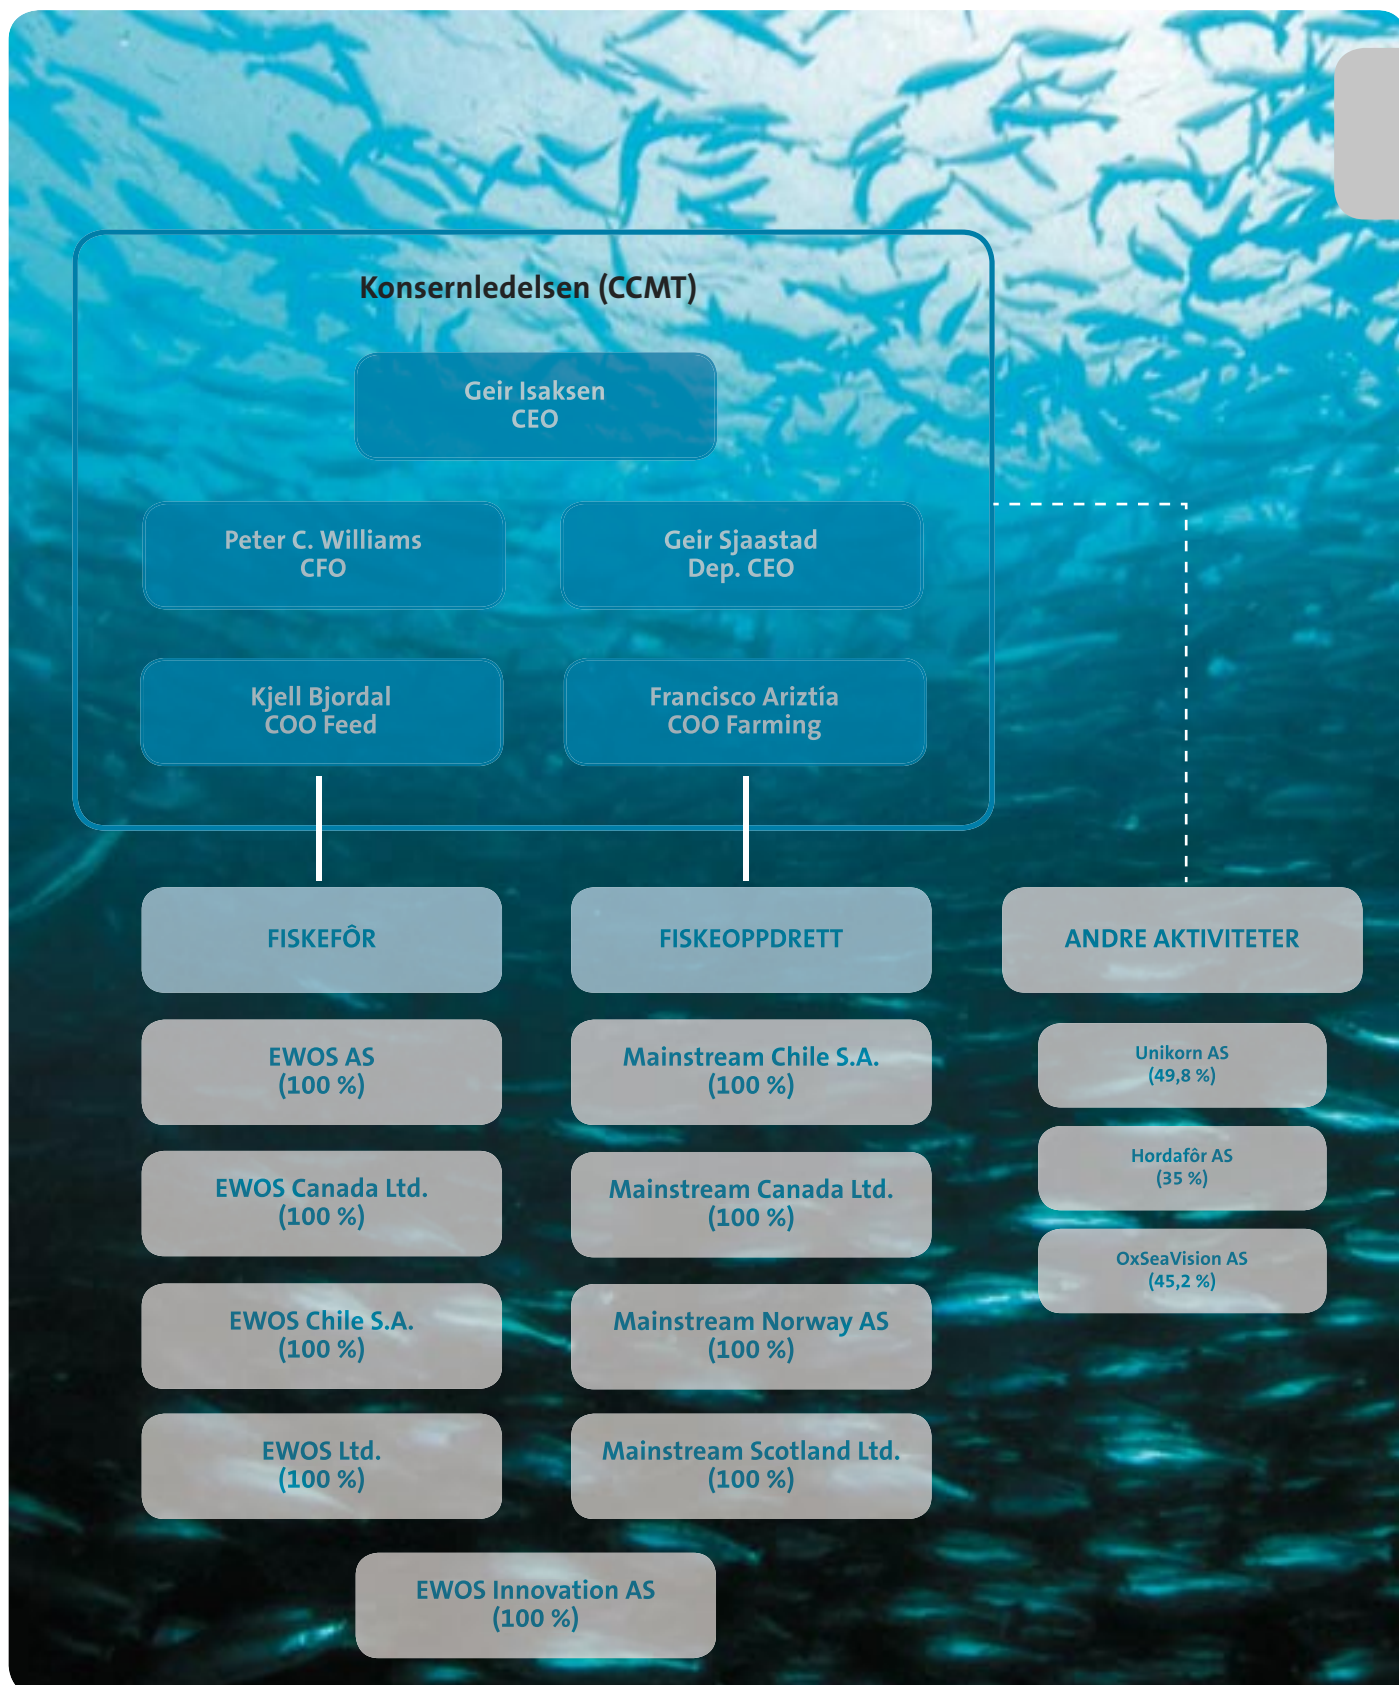 Konsernledelsen (CCMT)
Geir Isaksen
CEO
Peter C. Williams
CFO
Geir Sjaastad
Dep. CEO
Kjell Bjordal
COO Feed
Francisco Ariztía
COO Farming
FISKEFÔR
EWOS AS
(100 %)
EWOS Canada Ltd.
(100 %)
EWOS Chile S.A.
(100 %)
EWOS Ltd.
(100 %)
FISKEOPPDRETT
Mainstream Chile S.A.
(100 %)
Mainstream Canada Ltd.
(100 %)
Mainstream Norway AS
(100 %)
Mainstream Scotland Ltd.
(100 %)
EWOS Innovation AS
(100 %)
ANDRE AKTIVITETER
Unikorn AS
(49,8 %)
Hordafôr AS
(35 %)
OxSeaVision AS
(45,2 %)